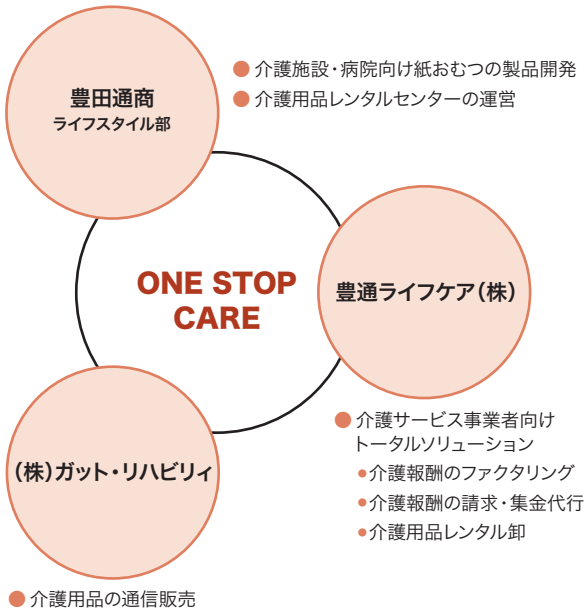 豊田通商
ライフスタイル部
● 介護施設・病院向け紙おむつの製品開発
● 介護用品レンタルセンターの運営
ONE STOP
CARE
豊通ライフケア(株)
● 介護サービス事業者向け
トータルソリューション
•介護報酬のファクタリング
•介護報酬の請求・集金代行
•介護用品レンタル卸
(株)ガット・リハビリィ
● 介護用品の通信販売